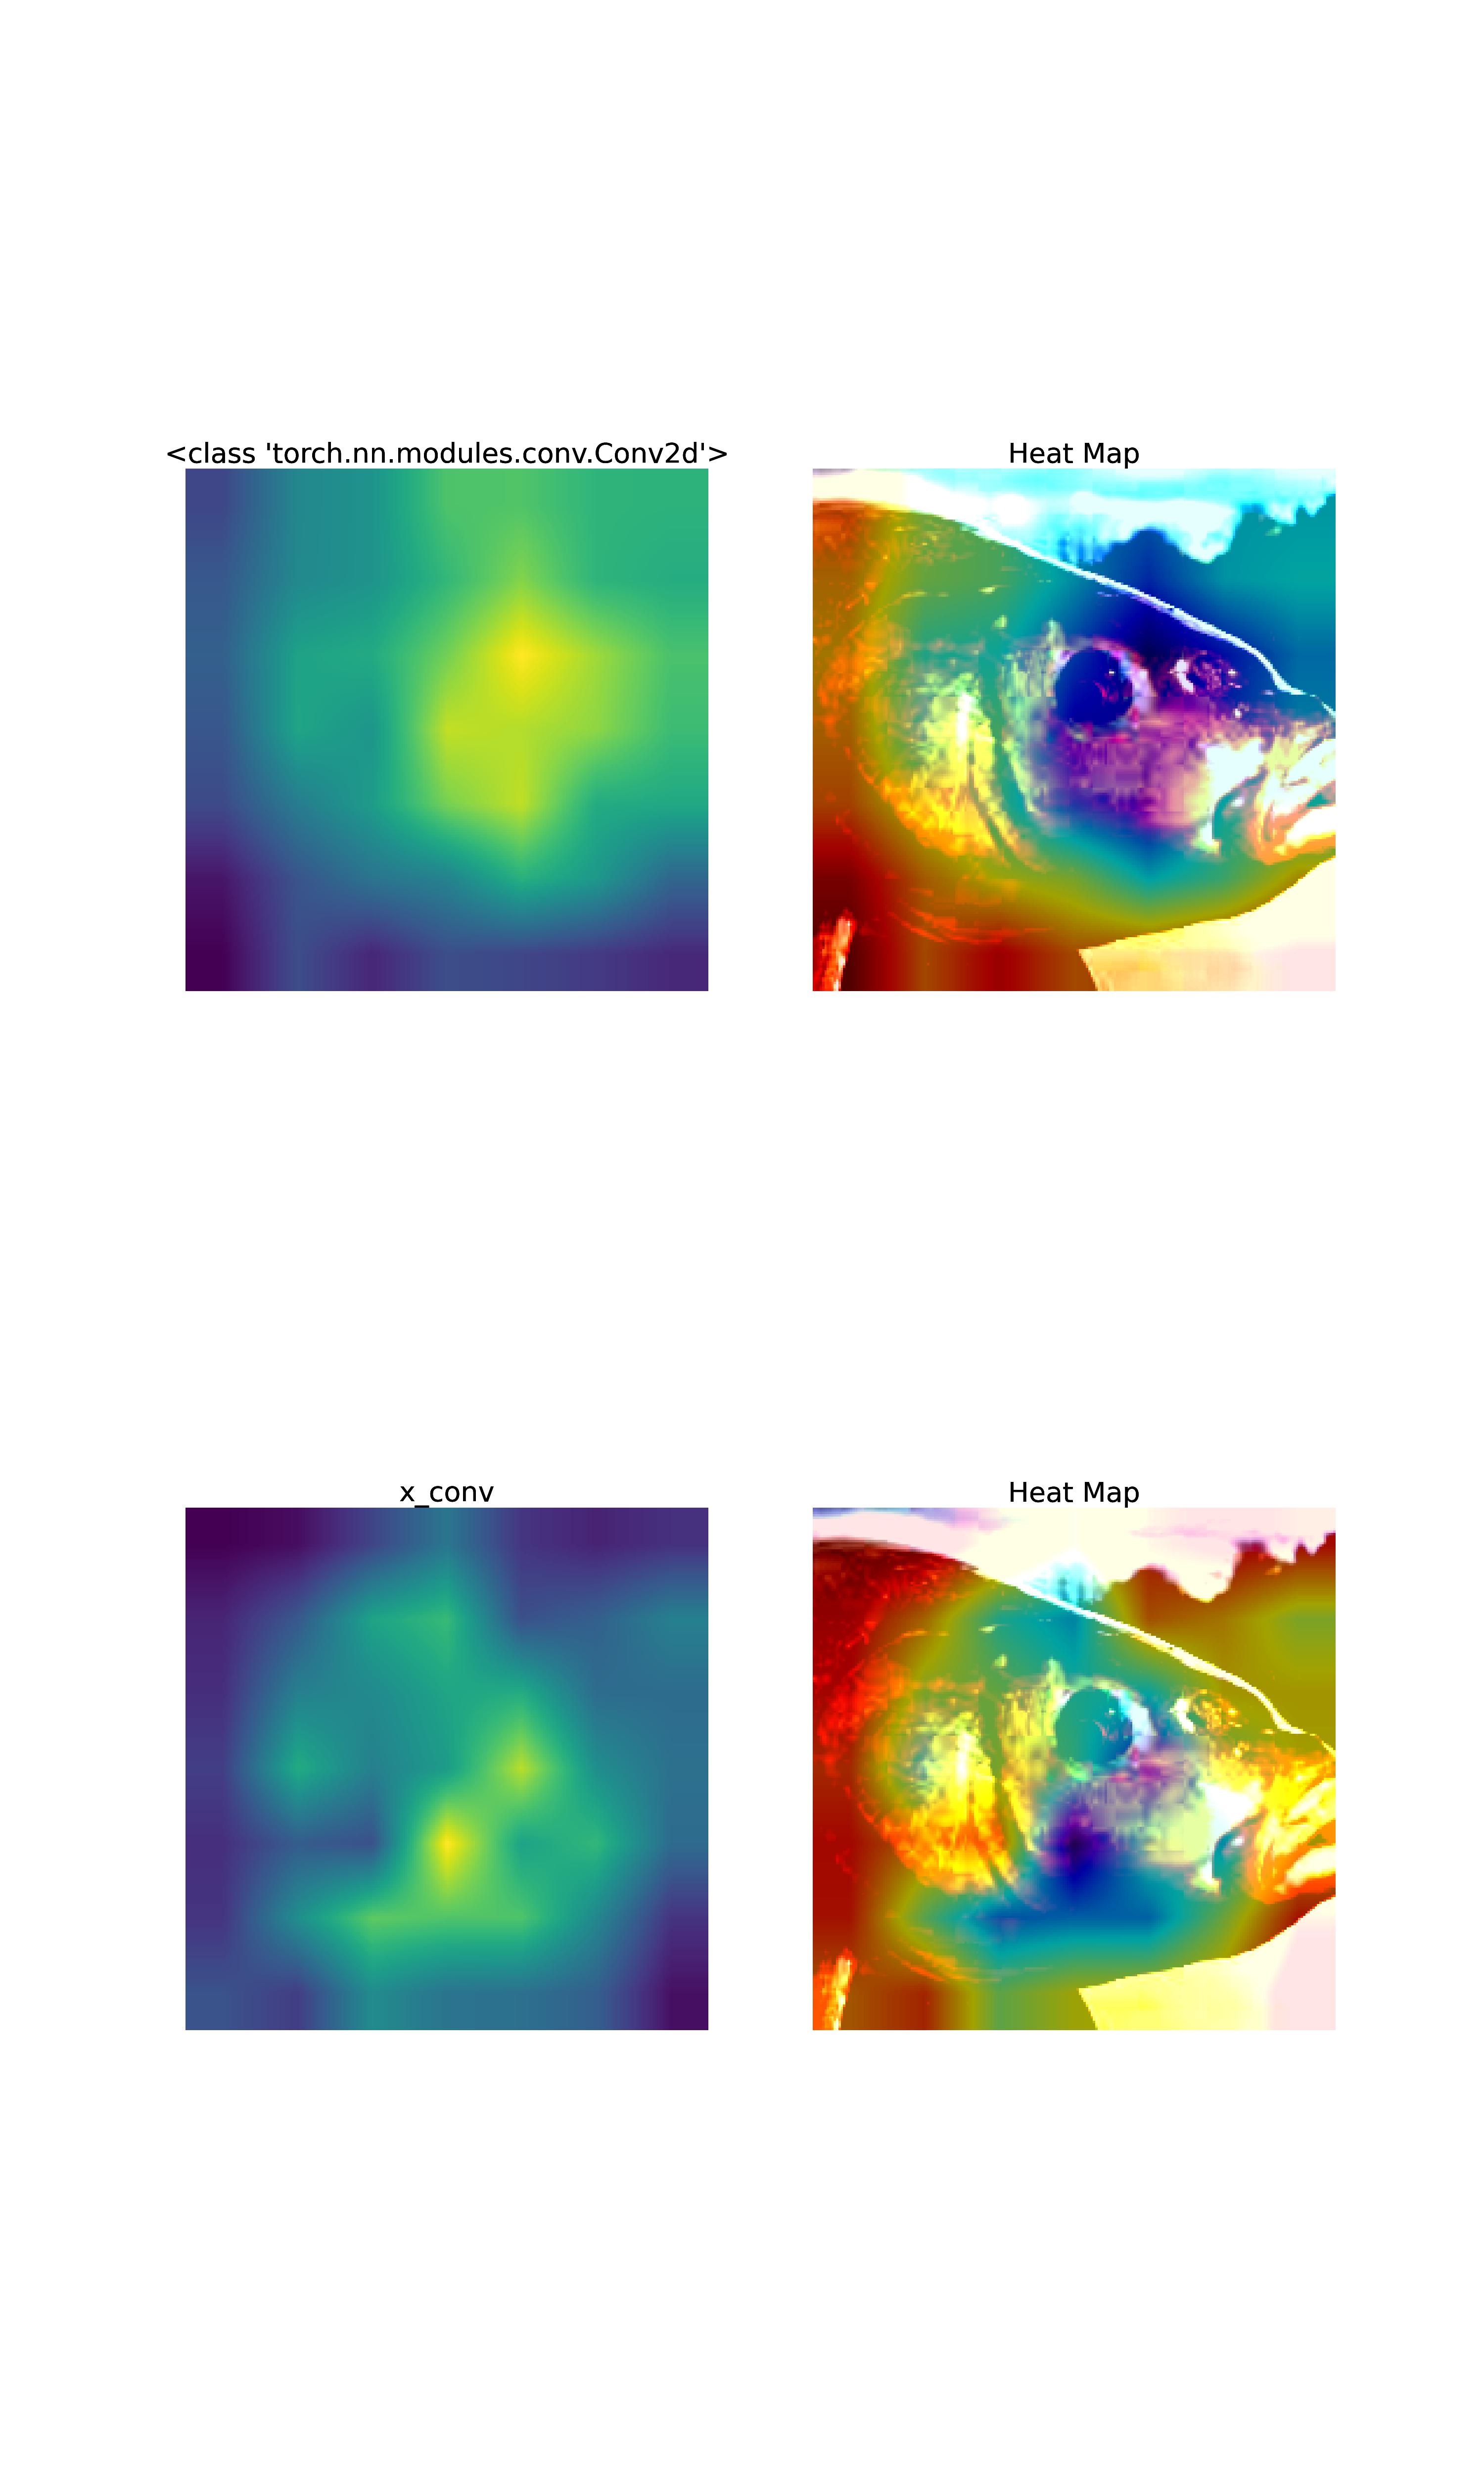 <class 'torch.nn.modules.conv.Conv2d'>
Heat Map
x_conv
Heat Map